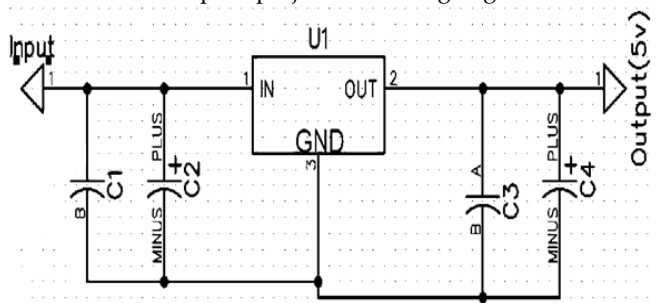 U1
Input
1
1
IN
OUT
2
1
Output(5v)
GND
3
C1
B
PLUS
+
C2
MINUS
A
C3
B
PLUS
+
C4
MINUS